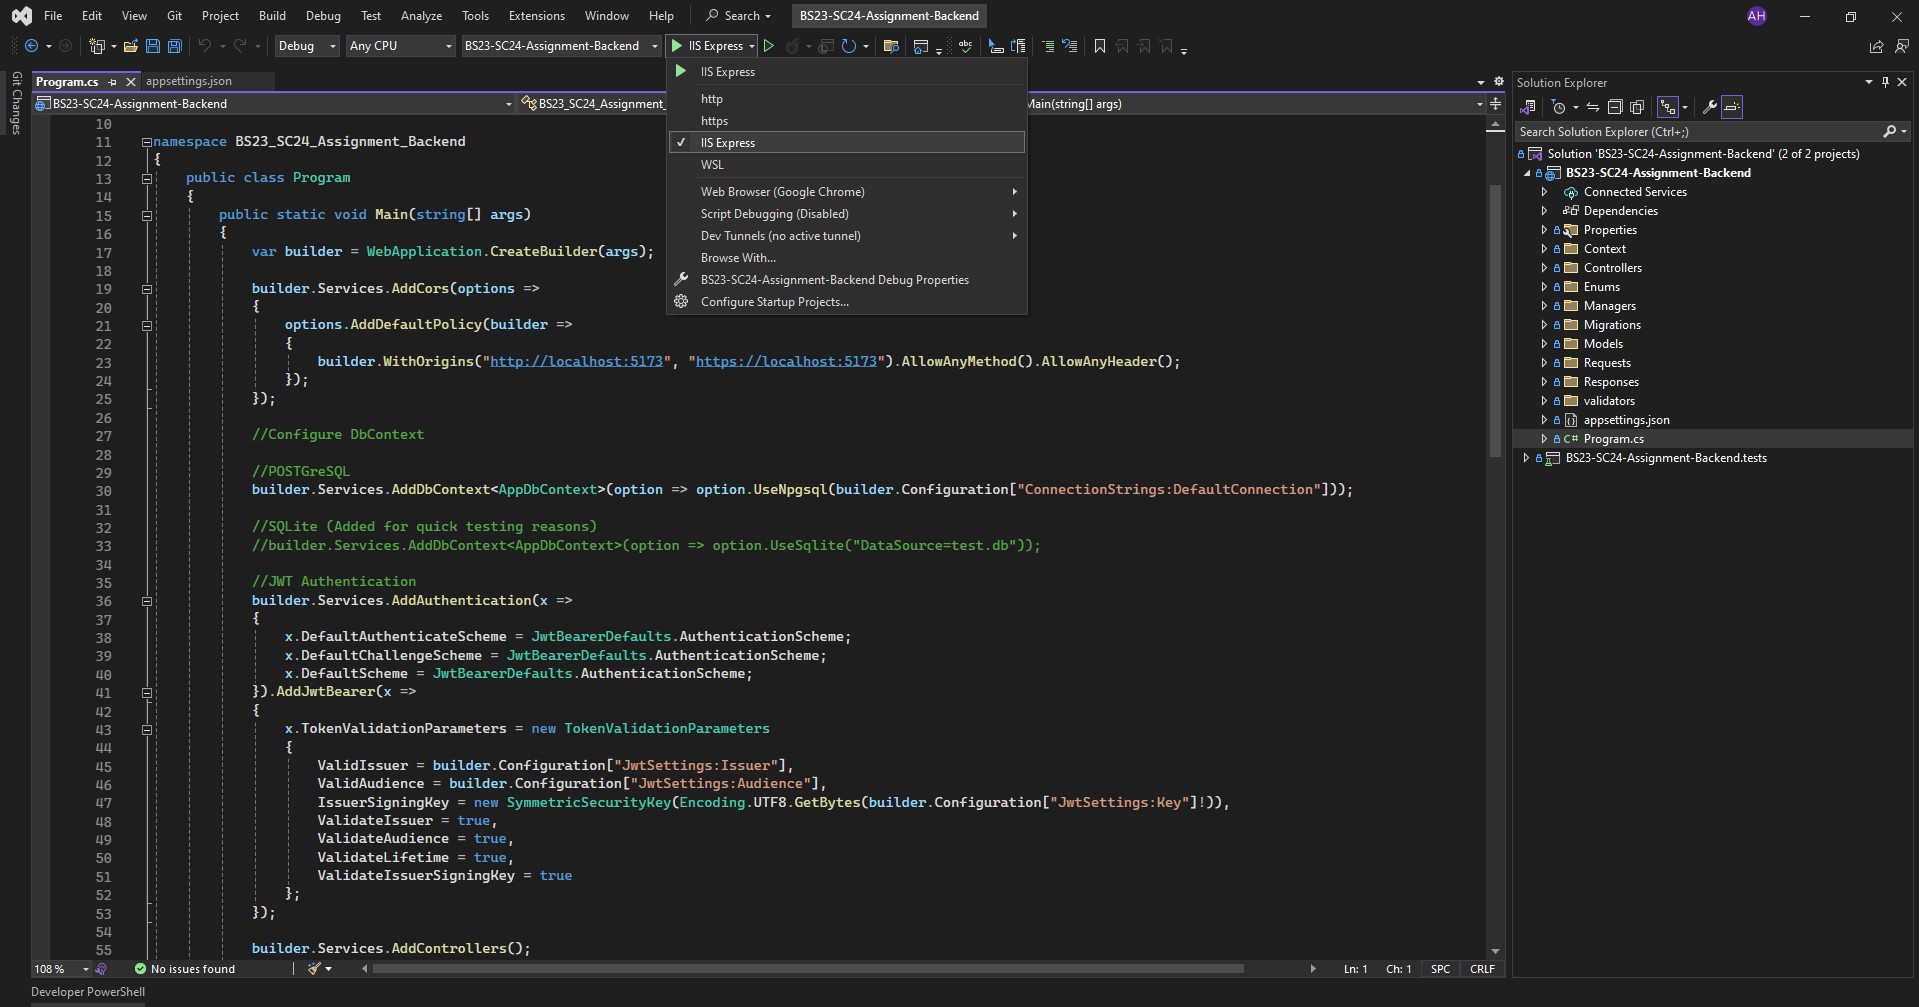 File Edit View Git Project Build Debug Test Analyze Tools Extensions Window Help Search BS23-SC24-Assignment-Backend AH
Debug Any CPU BS23-SC24-Assignment-Backend IIS Express
Git Changes
Program.cs appsettings.json
BS23-SC24-Assignment-Backend BS23_SC24_Assignment_ Main(string[] args)
IIS Express
http
https
IIS Express
WSL
Web Browser (Google Chrome)
Script Debugging (Disabled)
Dev Tunnels (no active tunnel)
Browse With...
BS23-SC24-Assignment-Backend Debug Properties
Configure Startup Projects...
10
11 namespace BS23_SC24_Assignment_Backend
12 {
13 public class Program
14 {
15 public static void Main(string[] args)
16 {
17 var builder = WebApplication.CreateBuilder(args);
18
19 builder.Services.AddCors(options =>
20 {
21 options.AddDefaultPolicy(builder =>
22 {
23 builder.WithOrigins("http://localhost:5173", "https://localhost:5173").AllowAnyMethod().AllowAnyHeader();
24 });
25 });
26
27 //Configure DbContext
28
29 //POSTGreSQL
30 builder.Services.AddDbContext<AppDbContext>(option => option.UseNpgsql(builder.Configuration["ConnectionStrings:DefaultConnection"]));
31
32 //SQLite (Added for quick testing reasons)
33 //builder.Services.AddDbContext<AppDbContext>(option => option.UseSqlite("DataSource=test.db"));
34
35 //JWT Authentication
36 builder.Services.AddAuthentication(x =>
37 {
38 x.DefaultAuthenticateScheme = JwtBearerDefaults.AuthenticationScheme;
39 x.DefaultChallengeScheme = JwtBearerDefaults.AuthenticationScheme;
40 x.DefaultScheme = JwtBearerDefaults.AuthenticationScheme;
41 }).AddJwtBearer(x =>
42 {
43 x.TokenValidationParameters = new TokenValidationParameters
44 {
45 ValidIssuer = builder.Configuration["JwtSettings:Issuer"],
46 ValidAudience = builder.Configuration["JwtSettings:Audience"],
47 IssuerSigningKey = new SymmetricSecurityKey(Encoding.UTF8.GetBytes(builder.Configuration["JwtSettings:Key"]!)),
48 ValidateIssuer = true,
49 ValidateAudience = true,
50 ValidateLifetime = true,
51 ValidateIssuerSigningKey = true
52 };
53 });
54
55 builder.Services.AddControllers();
108 % No issues found Ln: 1 Ch: 1 SPC CRLF
Developer PowerShell
Solution Explorer
Search Solution Explorer (Ctrl+;)
Solution 'BS23-SC24-Assignment-Backend' (2 of 2 projects)
BS23-SC24-Assignment-Backend
Connected Services
Dependencies
Properties
Context
Controllers
Enums
Managers
Migrations
Models
Requests
Responses
validators
appsettings.json
C# Program.cs
BS23-SC24-Assignment-Backend.tests